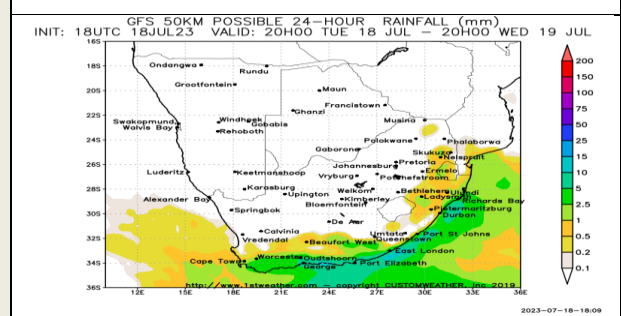 GFS 50KM POSSIBLE 24-HOUR RAINFALL (mm)
INIT: 18UTC 18JUL23 VALID: 20H00 TUE 18 JUL - 20H00 WED 19 JUL
16S
18S
20S
22S
24S
26S
28S
30S
32S
34S
36S
Ondangwa
Rundu
Grootfontein
Maun
Francistown
Ghanzi
Musina
Swakopmund
Windhoek
Gobabis
Walvis Bay
Rehoboth
Polokwane
Phalaborwa
Gaborone
Skukuza
Nelspruit
Johannesburg
Pretoria
Luderitz
Keetmanshoop
Vryburg
Potchefstroom
Ermelo
Karasburg
Upington
Welkom
Bethlehem
Ulundi
Alexander Bay
Kimberley
Ladysmith
Richards Bay
Springbok
Bloemfontein
Pietermaritzburg
Durban
De Aar
Calvinia
Umtata
Port St Johns
Vredendal
Beaufort West
Queenstown
East London
Cape Town
Worcester
Oudtshoorn
George
Port Elizabeth
http://www.1stweather.com - copyright CUSTOMWEATHER, inc 2019
12E 15E 18E 21E 24E 27E 30E 33E 36E
200
150
100
75
50
25
15
10
5
2.5
1
0.5
0.2
0.1
2023-07-18-18:09